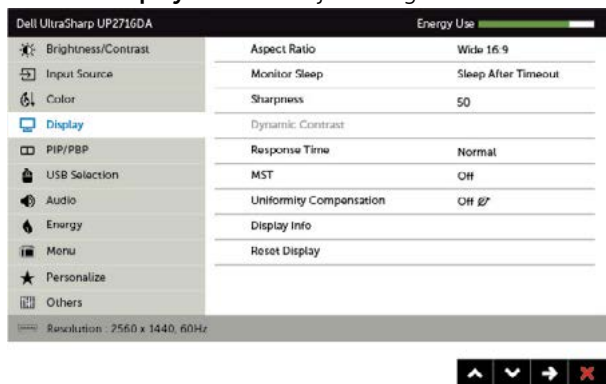 Dell UltraSharp UP2716DA Energy Use
Brightness/Contrast Aspect Ratio Wide 16:9
Input Source Monitor Sleep Sleep After Timeout
Color Sharpness 50
Display Dynamic Contrast
PIP/PBP Response Time Normal
USB Selection MST Off
Audio Uniformity Compensation Off
Energy Display Info
Menu Reset Display
Personalize
Others
Resolution : 2560 x 1440, 60Hz